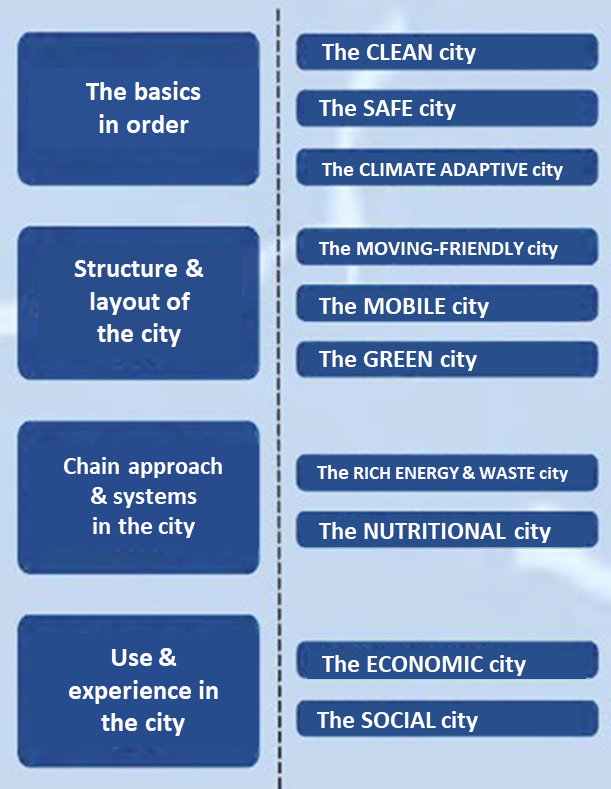 The basics
in order
The CLEAN city
The SAFE city
The CLIMATE ADAPTIVE city
Structure &
layout of
the city
The MOVING-FRIENDLY city
The MOBILE city
The GREEN city
Chain approach
& systems
in the city
The RICH ENERGY & WASTE city
The NUTRITIONAL city
Use &
experience in
the city
The ECONOMIC city
The SOCIAL city